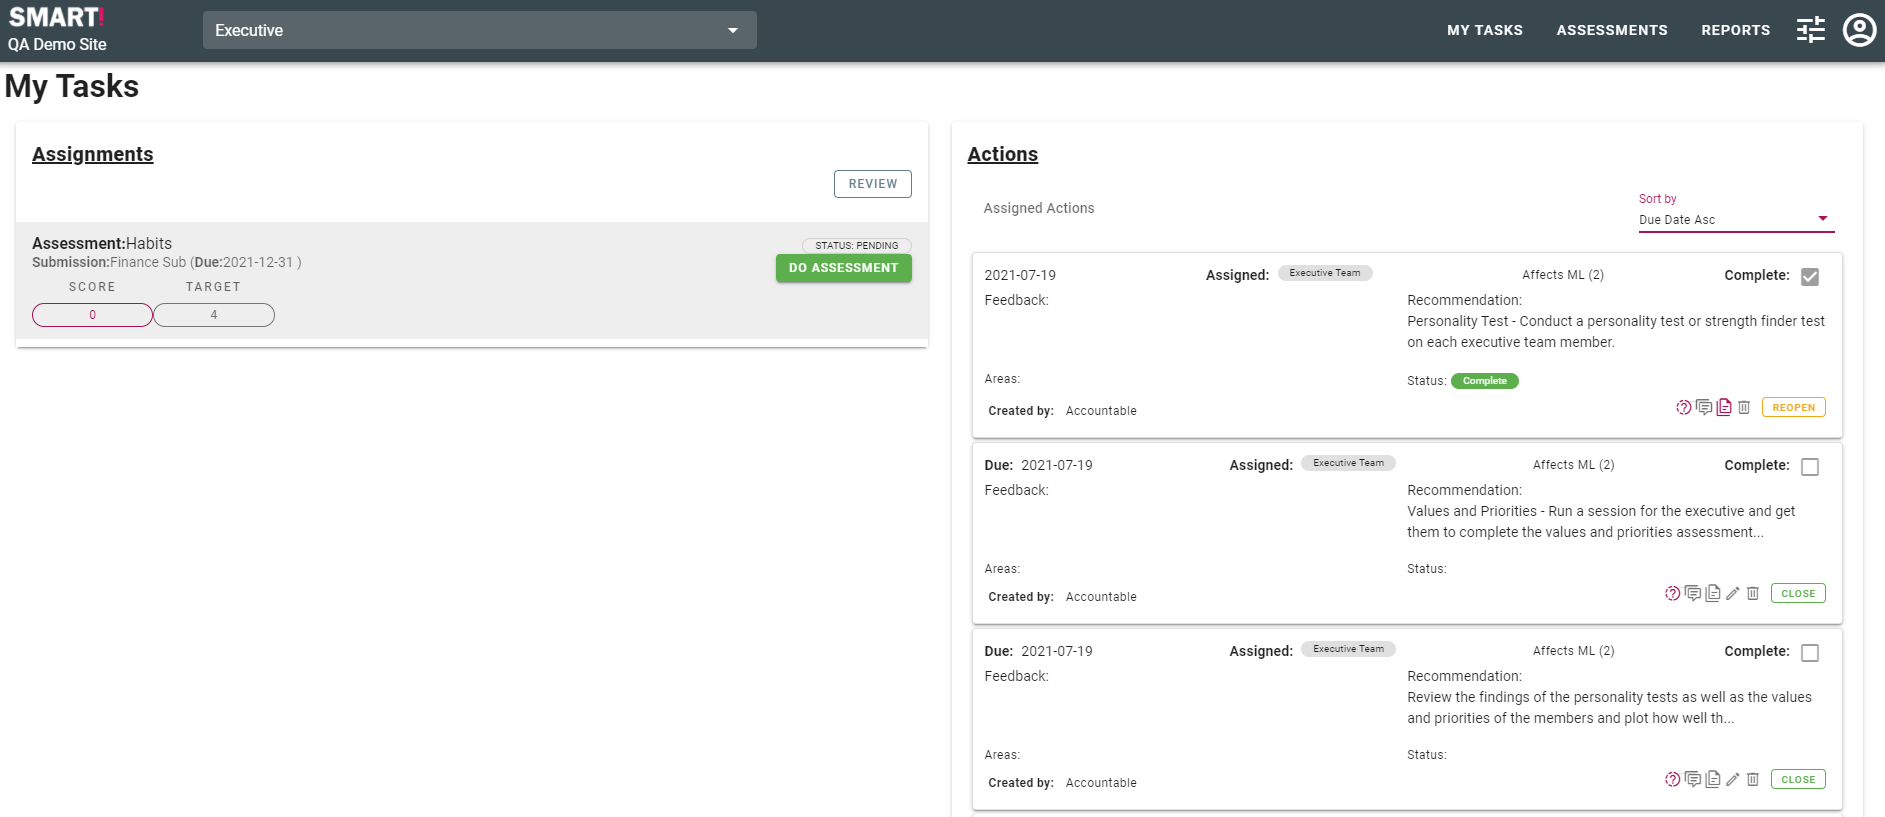 SMART!
QA Demo Site
Executive
MY TASKS
ASSESSMENTS
REPORTS
My Tasks
Assignments
REVIEW
Assessment:Habits
STATUS: PENDING
Submission:Finance Sub (Due:2021-12-31 )
DO ASSESSMENT
SCORE
TARGET
0
4
Actions
Assigned Actions
Sort by
Due Date Asc
2021-07-19
Assigned: Executive Team
Affects ML (2)
Complete:
Feedback:
Recommendation:
Personality Test - Conduct a personality test or strength finder test
on each executive team member.
Areas:
Status: Complete
Created by: Accountable
REOPEN
Due: 2021-07-19
Assigned: Executive Team
Affects ML (2)
Complete:
Feedback:
Recommendation:
Values and Priorities - Run a session for the executive and get
them to complete the values and priorities assessment...
Areas:
Status:
Created by: Accountable
CLOSE
Due: 2021-07-19
Assigned: Executive Team
Affects ML (2)
Complete:
Feedback:
Recommendation:
Review the findings of the personality tests as well as the values
and priorities of the members and plot how well th...
Areas:
Status:
Created by: Accountable
CLOSE